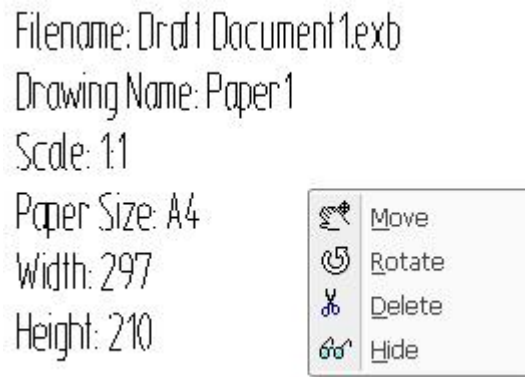 Filename: Draft Document1.exb
Drawing Name: Paper1
Scale: 1:1
Paper Size: A4
Width: 297
Height: 210
Move
Rotate
Delete
Hide